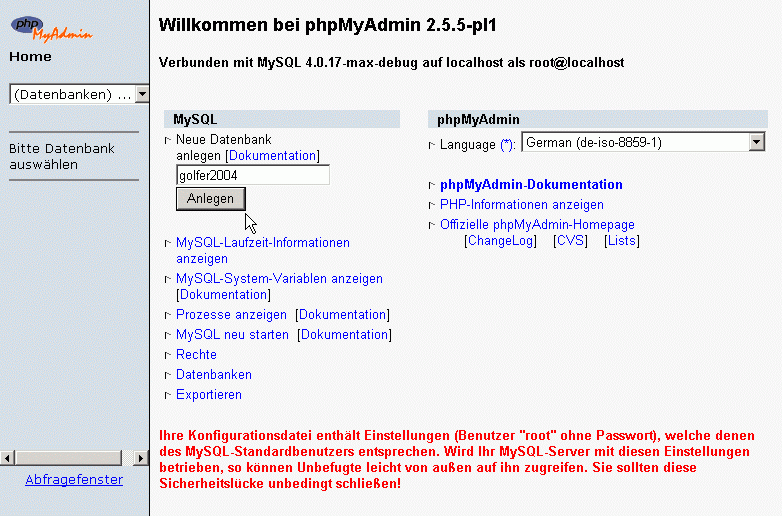 php
MyAdmin
Home
(Datenbanken) ...
Bitte Datenbank
auswählen
Abfragefenster
Willkommen bei phpMyAdmin 2.5.5-pl1
Verbunden mit MySQL 4.0.17-max-debug auf localhost als root@localhost
MySQL
Neue Datenbank
anlegen [Dokumentation]
golfer2004
Anlegen
MySQL-Laufzeit-Informationen
anzeigen
MySQL-System-Variablen anzeigen
[Dokumentation]
Prozesse anzeigen [Dokumentation]
MySQL neu starten [Dokumentation]
Rechte
Datenbanken
Exportieren
phpMyAdmin
Language (*): German (de-iso-8859-1)
phpMyAdmin-Dokumentation
PHP-Informationen anzeigen
Offizielle phpMyAdmin-Homepage
[ChangeLog] [CVS] [Lists]
Ihre Konfigurationsdatei enthält Einstellungen (Benutzer "root" ohne Passwort), welche denen
des MySQL-Standardbenutzers entsprechen. Wird Ihr MySQL-Server mit diesen Einstellungen
betrieben, so können Unbefugte leicht von außen auf ihn zugreifen. Sie sollten diese
Sicherheitslücke unbedingt schließen!